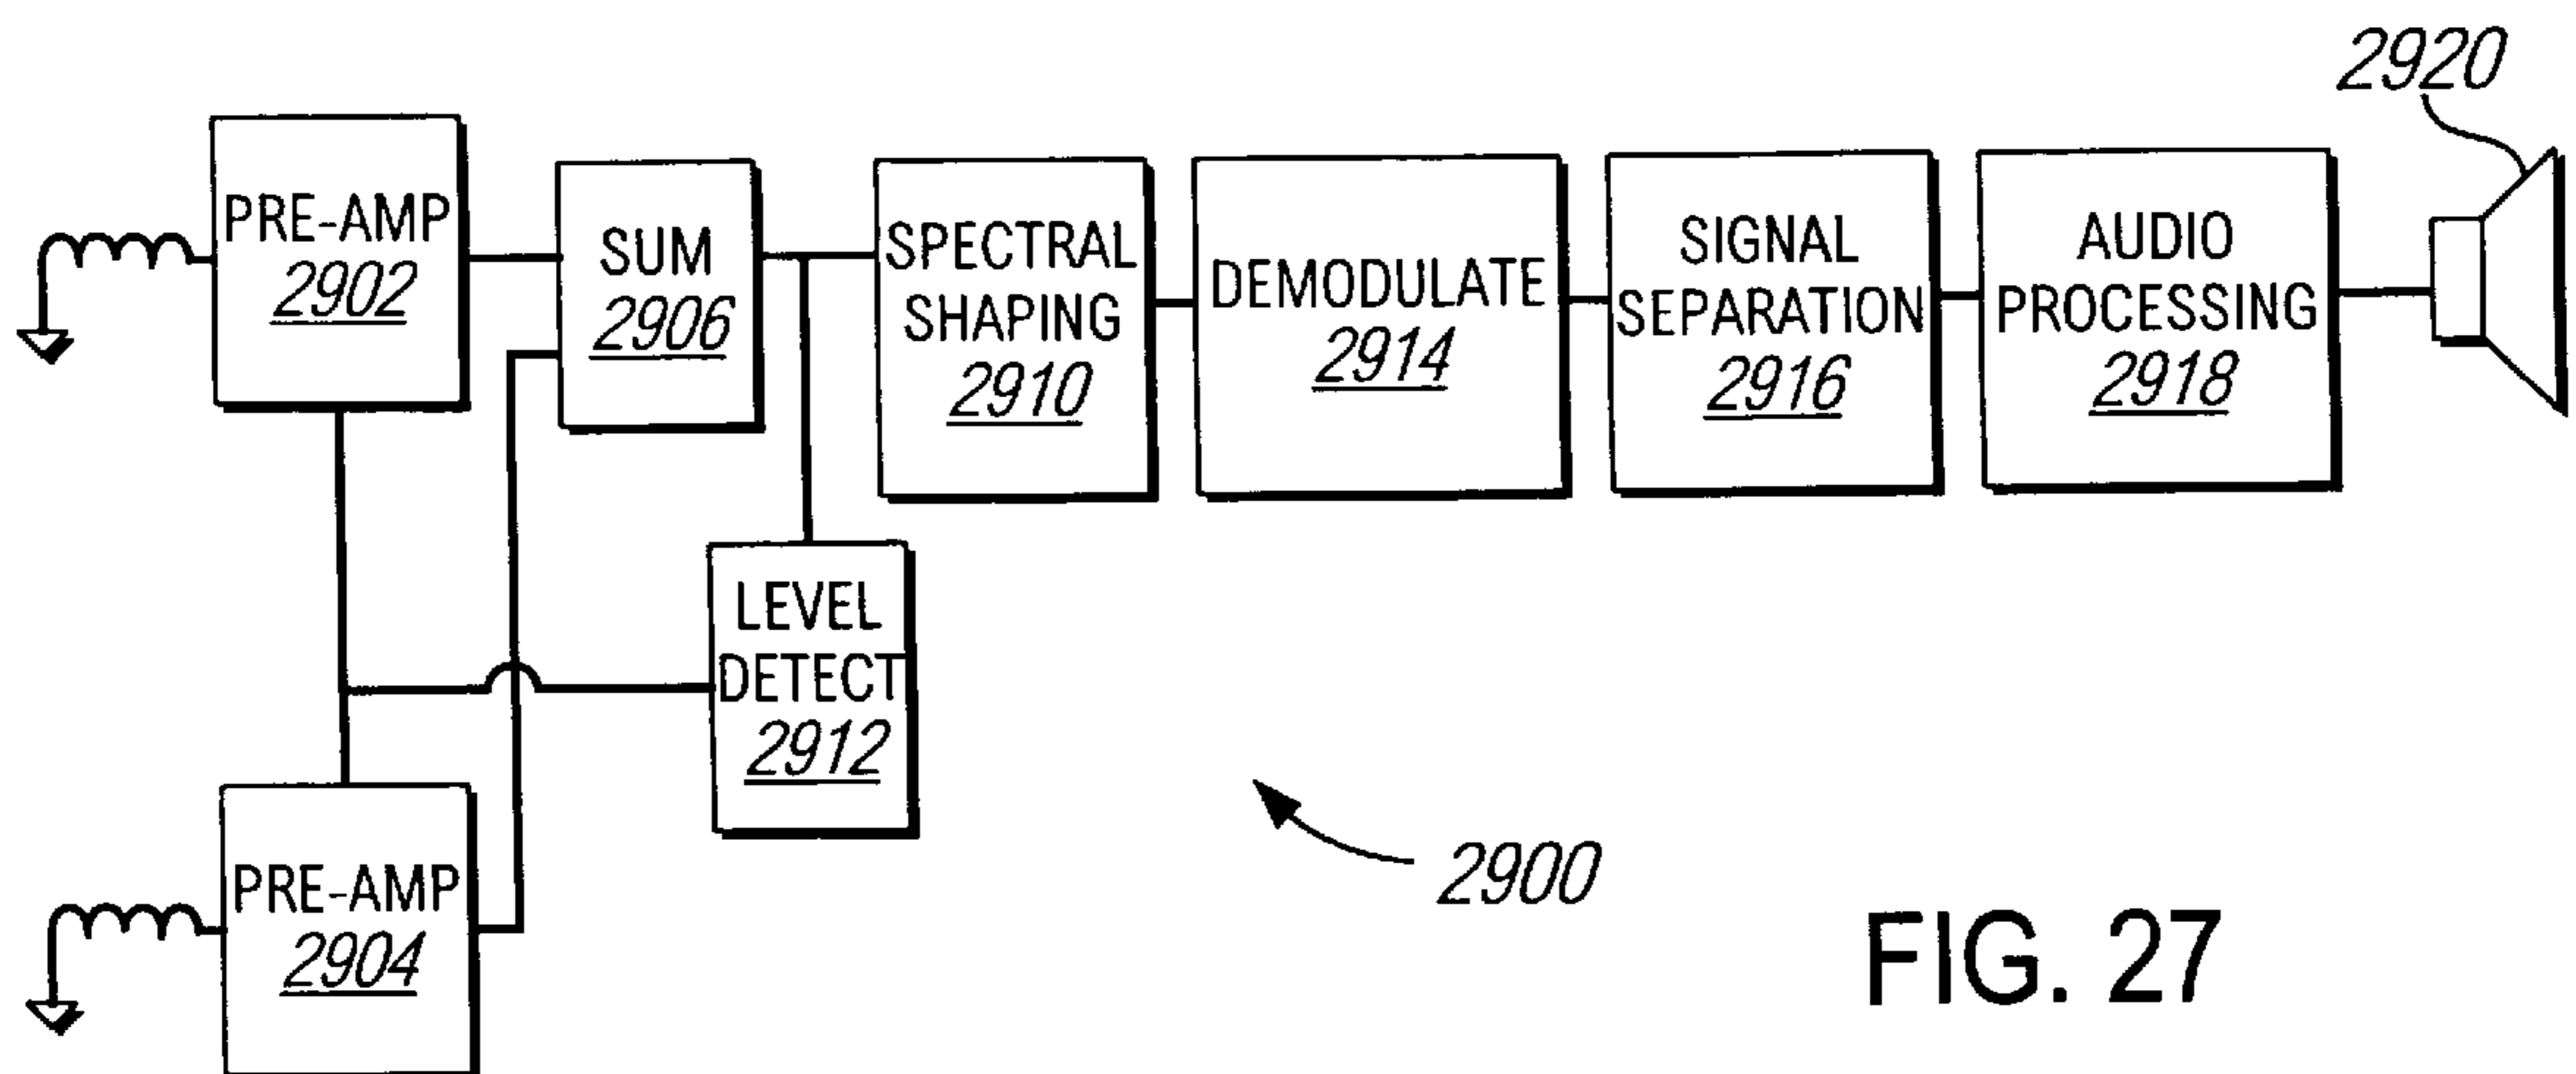 2920
PRE-AMP
2902
SUM
2906
SPECTRAL
SHAPING
2910
DEMODULATE
2914
SIGNAL
SEPARATION
2916
AUDIO
PROCESSING
2918
LEVEL
DETECT
2912
PRE-AMP
2904
2900
FIG. 27